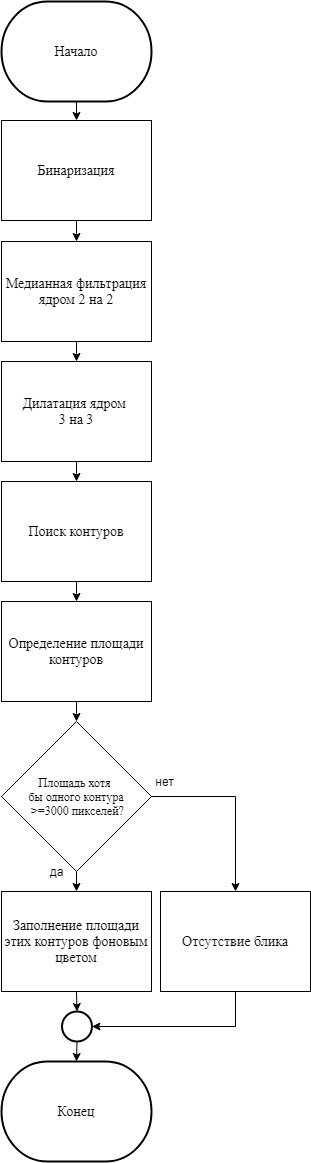 Начало
Бинаризация
Медианная фильтрация
ядром 2 на 2
Дилатация ядром
3 на 3
Поиск контуров
Определение площади
контуров
Площадь хотя
бы одного контура
>=3000 пикселей?
нет
да
Заполнение площади
этих контуров фоновым
цветом
Отсутствие блика
Конец